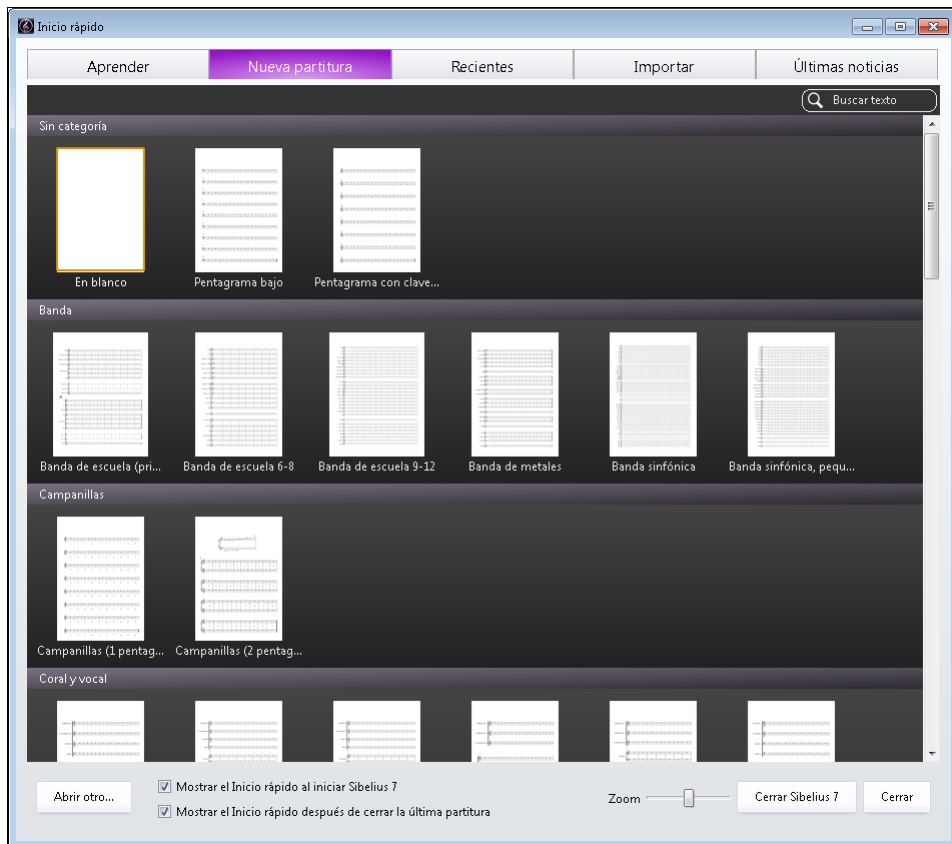 Inicio rápido
Aprender Nueva partitura Recientes Importar Últimas noticias
Buscar texto
Sin categoría
En blanco Pentagrama bajo Pentagrama con clave...
Banda
Banda de escuela (pri... Banda de escuela 6-8 Banda de escuela 9-12 Banda de metales Banda sinfónica Banda sinfónica, pequ...
Campanillas
Campanillas (1 pentag... Campanillas (2 pentag...
Coral y vocal
Abrir otro... Mostrar el Inicio rápido al iniciar Sibelius 7 Zoom Cerrar Sibelius 7 Cerrar
Mostrar el Inicio rápido después de cerrar la última partitura